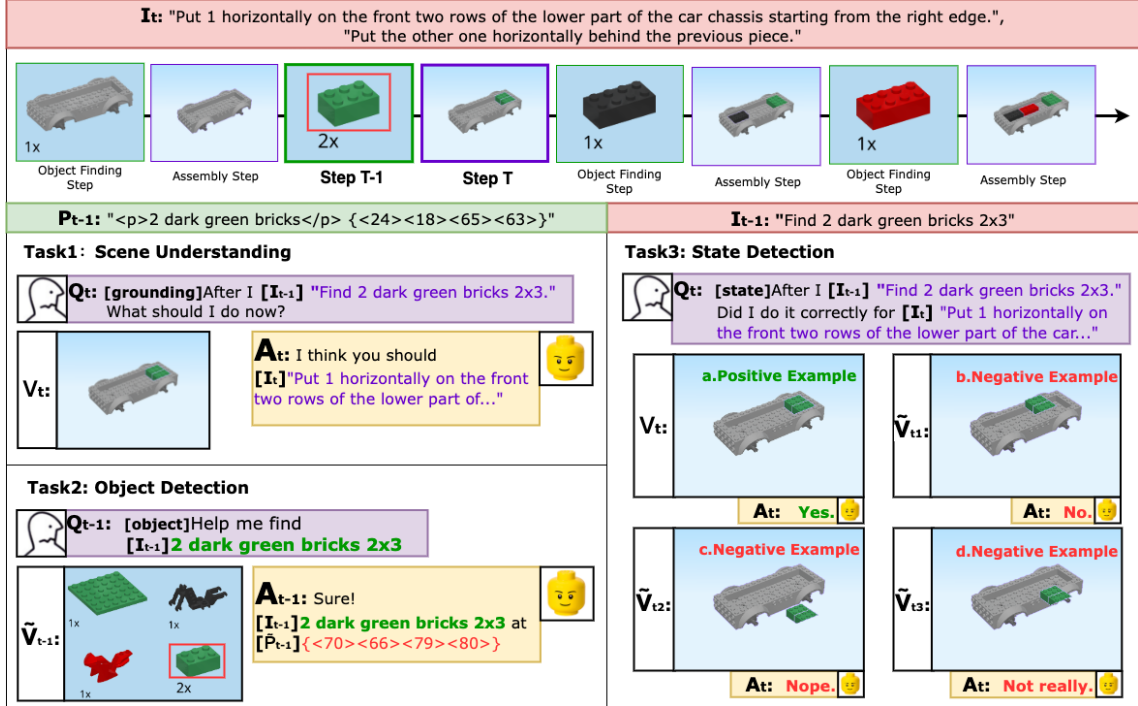 It: "Put 1 horizontally on the front two rows of the lower part of the car chassis starting from the right edge.",
"Put the other one horizontally behind the previous piece."
1x
2x
1x
1x
Object Finding
Step
Assembly Step
Step T-1
Step T
Object Finding
Step
Assembly Step
Object Finding
Step
Assembly Step
Pt-1: "<p>2 dark green bricks</p> {<24><18><65><63>}"
It-1: "Find 2 dark green bricks 2x3"
Task1: Scene Understanding
Qt: [grounding]After I [It-1] "Find 2 dark green bricks 2x3."
What should I do now?
Vt:
At: I think you should
[It]"Put 1 horizontally on the front
two rows of the lower part of..."
Task2: Object Detection
Qt-1: [object]Help me find
[It-1]2 dark green bricks 2x3
Ṽt-1:
1x
1x
1x
2x
At-1: Sure!
[It-1]2 dark green bricks 2x3 at
[P̃t-1]{<70><66><79><80>}
Task3: State Detection
Qt: [state]After I [It-1] "Find 2 dark green bricks 2x3."
Did I do it correctly for [It] "Put 1 horizontally on
the front two rows of the lower part of the car..."
Vt:
a.Positive Example
At: Yes.
Ṽt1:
b.Negative Example
At: No.
Ṽt2:
c.Negative Example
At: Nope.
Ṽt3:
d.Negative Example
At: Not really.